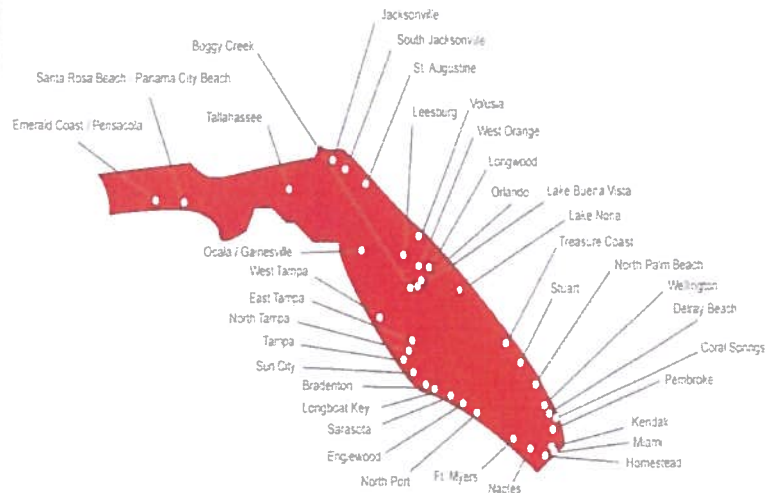 Jacksonville
South Jacksonville
Boggy Creek
St. Augustine
Santa Rosa Beach / Panama City Beach
Volusia
Leesburg
Tallahassee
Emerald Coast / Pensacola
West Orange
Longwood
Orlando
Lake Buena Vista
Lake Nona
Treasure Coast
Ocala / Gainesville
North Palm Beach
West Tampa
Wellington
Stuart
East Tampa
Delray Beach
North Tampa
Tampa
Coral Springs
Sun City
Pembroke
Bradenton
Longboat Key
Kendak
Sarasota
Miami
Englewood
Homestead
Ft. Myers
North Port
Naples